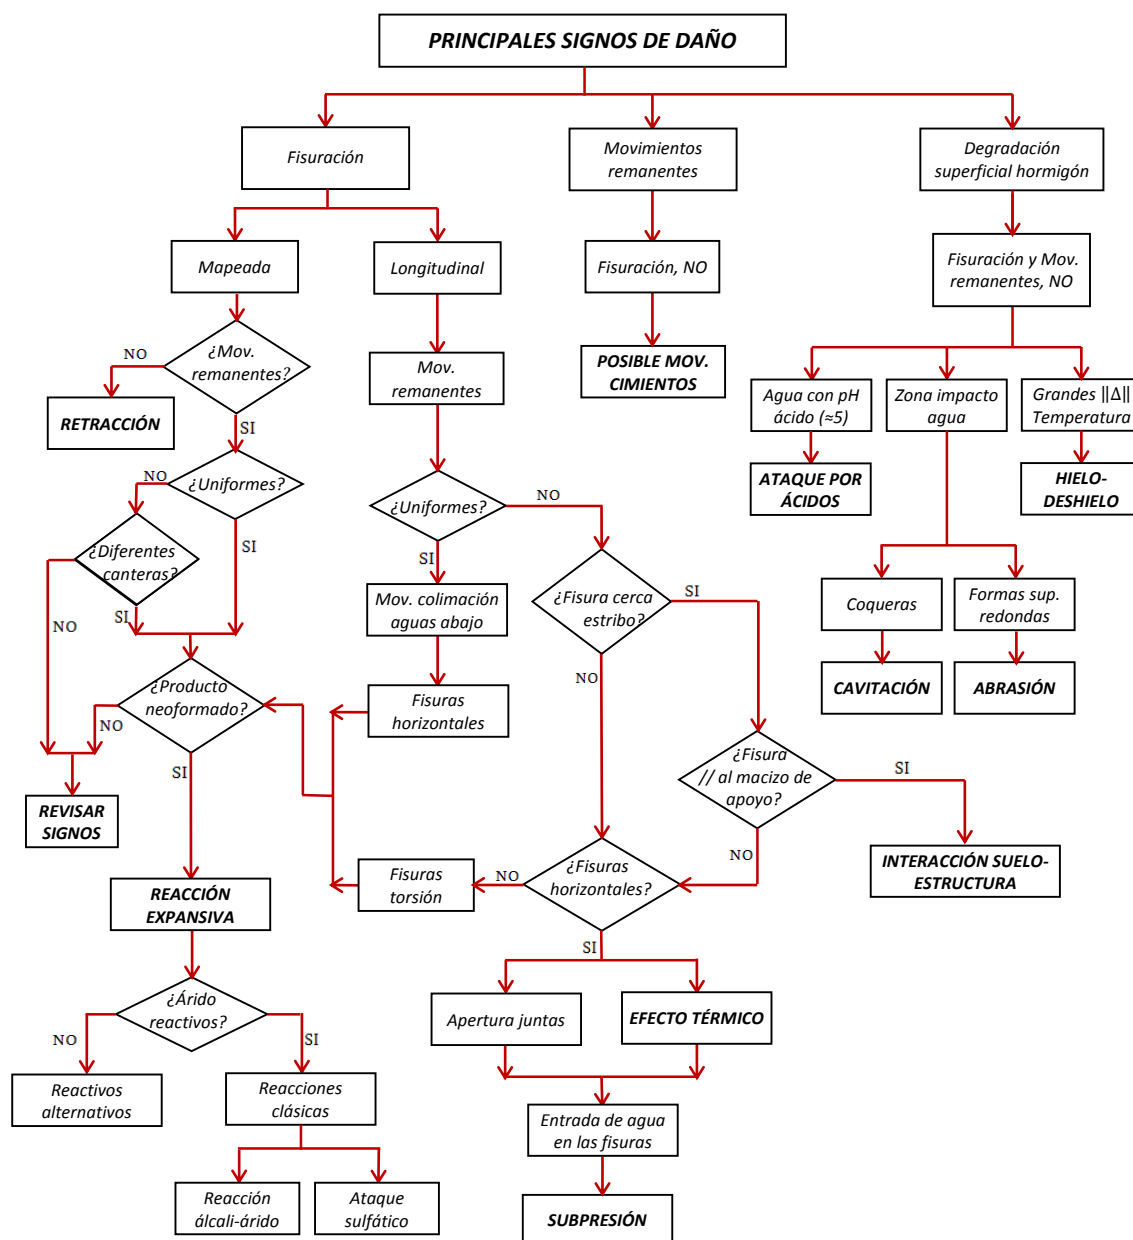 PRINCIPALES SIGNOS DE DAÑO
Fisuración
Movimientos
remanentes
Degradación
superficial hormigón
Mapeada
Longitudinal
Fisuración, NO
Fisuración y Mov.
remanentes, NO
¿Mov.
remanentes?
NO
RETRACCIÓN
SI
Mov.
remanentes
POSIBLE MOV.
CIMIENTOS
Agua con pH
ácido (≈5)
Zona impacto
agua
Grandes ||Δ||
Temperatura
ATAQUE POR
ÁCIDOS
HIELO-
DESHIELO
¿Uniformes?
NO
SI
¿Diferentes
canteras?
SI
NO
¿Uniformes?
NO
SI
Mov. colimación
aguas abajo
Fisuras
horizontales
¿Fisura cerca
estribo?
SI
NO
Coqueras
Formas sup.
redondas
CAVITACIÓN
ABRASIÓN
¿Producto
neoformado?
NO
SI
REVISAR
SIGNOS
¿Fisura
// al macizo de
apoyo?
SI
NO
INTERACCIÓN SUELO-
ESTRUCTURA
¿Fisuras
horizontales?
NO
SI
Fisuras
torsión
REACCIÓN
EXPANSIVA
¿Árido
reactivos?
NO
SI
Apertura juntas
EFECTO TÉRMICO
Reactivos
alternativos
Reacciones
clásicas
Entrada de agua
en las fisuras
Reacción
álcali-árido
Ataque
sulfático
SUBPRESIÓN